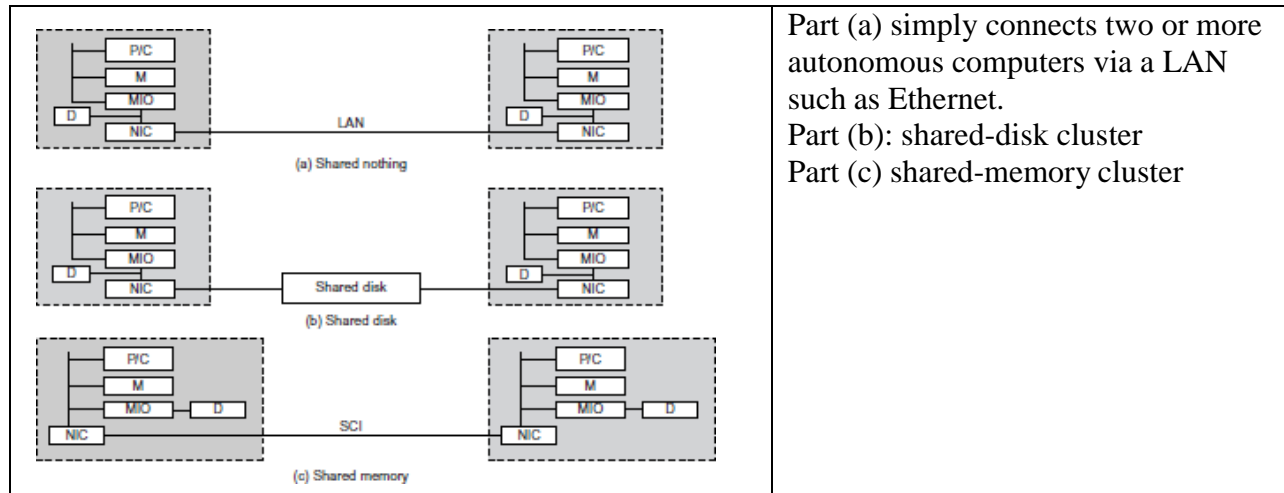 P/C
M
MIO
D
NIC
LAN
P/C
M
MIO
D
NIC
(a) Shared nothing
P/C
M
MIO
D
NIC
Shared disk
P/C
M
MIO
D
NIC
(b) Shared disk
P/C
M
MIO
D
NIC
SCI
P/C
M
MIO
D
NIC
(c) Shared memory
Part (a) simply connects two or more
autonomous computers via a LAN
such as Ethernet.
Part (b): shared-disk cluster
Part (c) shared-memory cluster